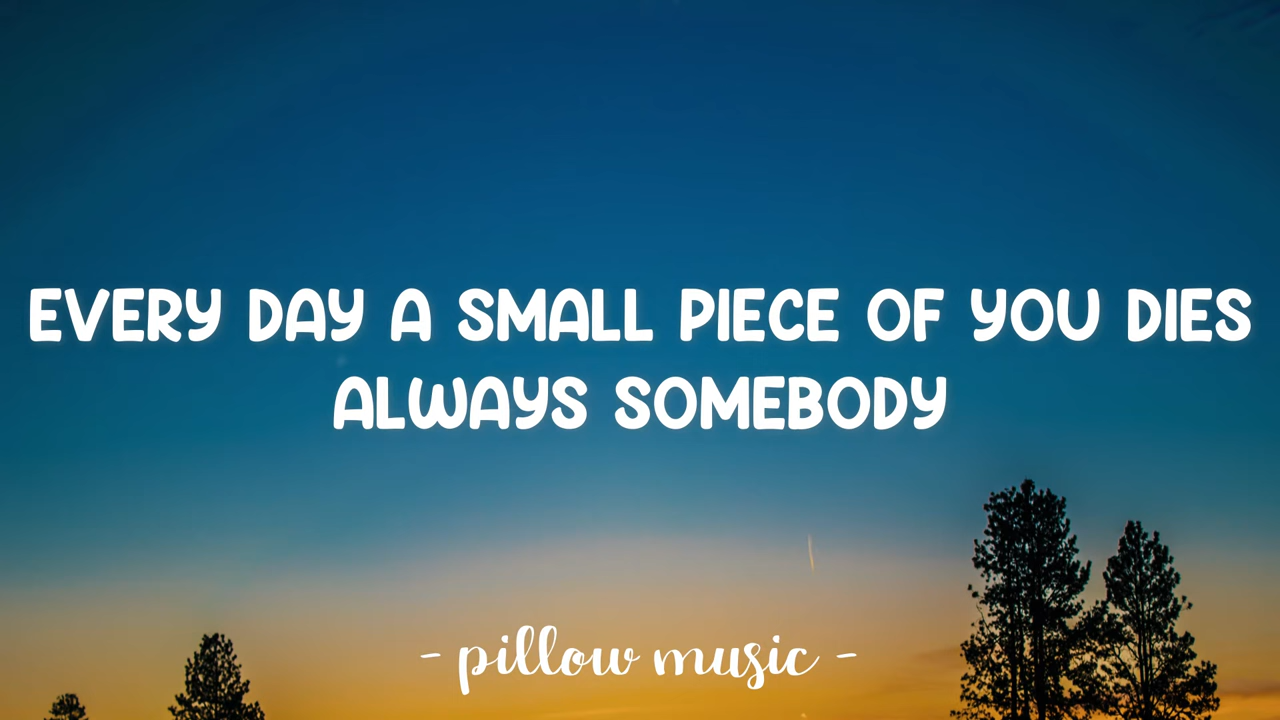 EVERY DAY A SMALL PIECE OF YOU DIES
ALWAYS SOMEBODY
- pillow music -